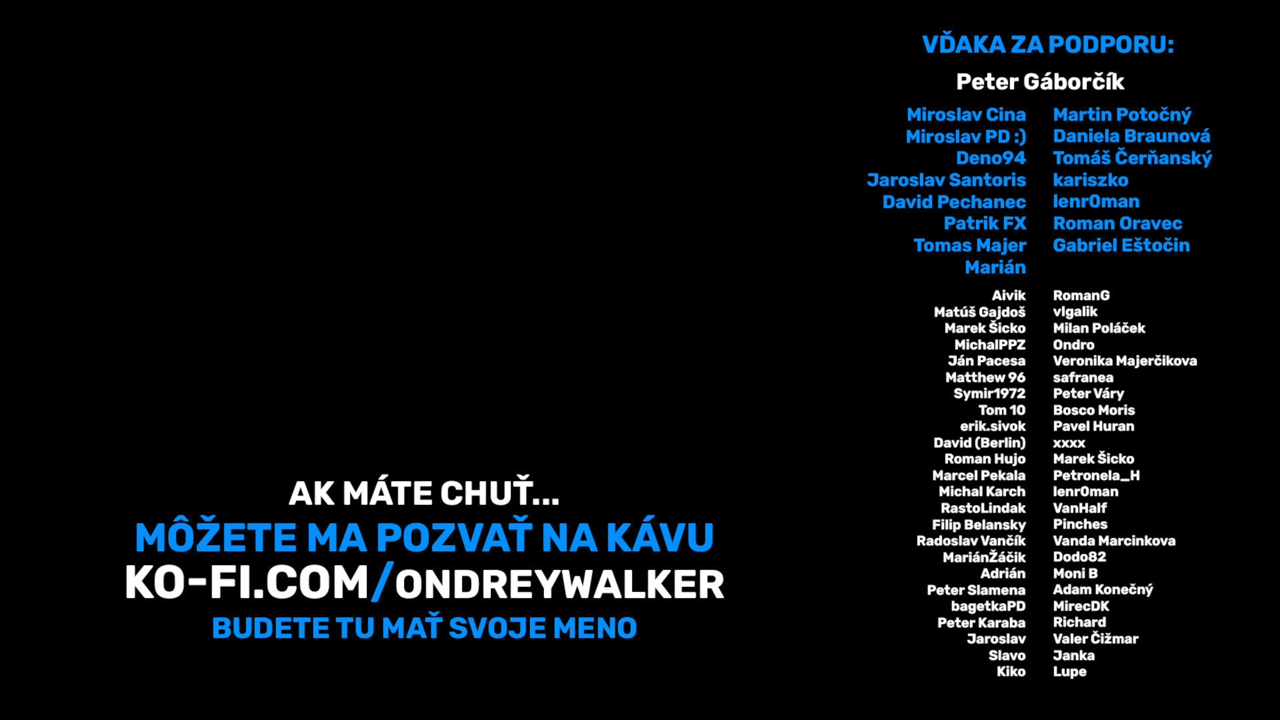 VĎAKA ZA PODPORU:
Peter Gáborčík
Miroslav Cina Martin Potočný
Miroslav PD :) Daniela Braunová
Deno94 Tomáš Čerňanský
Jaroslav Santoris kariszko
David Pechanec lenr0man
Patrik FX Roman Oravec
Tomas Majer Gabriel Eštočin
Marián
Aivik RomanG
Matúš Gajdoš vlgalik
Marek Šicko Milan Poláček
MichalPPZ Ondro
Ján Pacesa Veronika Majerčikova
Matthew 96 safranea
Symir1972 Peter Váry
Tom 10 Bosco Moris
erik.sivok Pavel Huran
David (Berlin) xxxx
Roman Hujo Marek Šicko
Marcel Pekala Petronela_H
Michal Karch lenr0man
RastoLindak VanHalf
Filip Belansky Pinches
Radoslav Vančík Vanda Marcinkova
MariánŽáčik Dodo82
Adrián Moni B
Peter Slamena Adam Konečný
bagetkaPD MirecDK
Peter Karaba Richard
Jaroslav Valer Čižmar
Slavo Janka
Kiko Lupe
AK MÁTE CHUŤ...
MÔŽETE MA POZVAŤ NA KÁVU
KO-FI.COM/ONDREYWALKER
BUDETE TU MAŤ SVOJE MENO